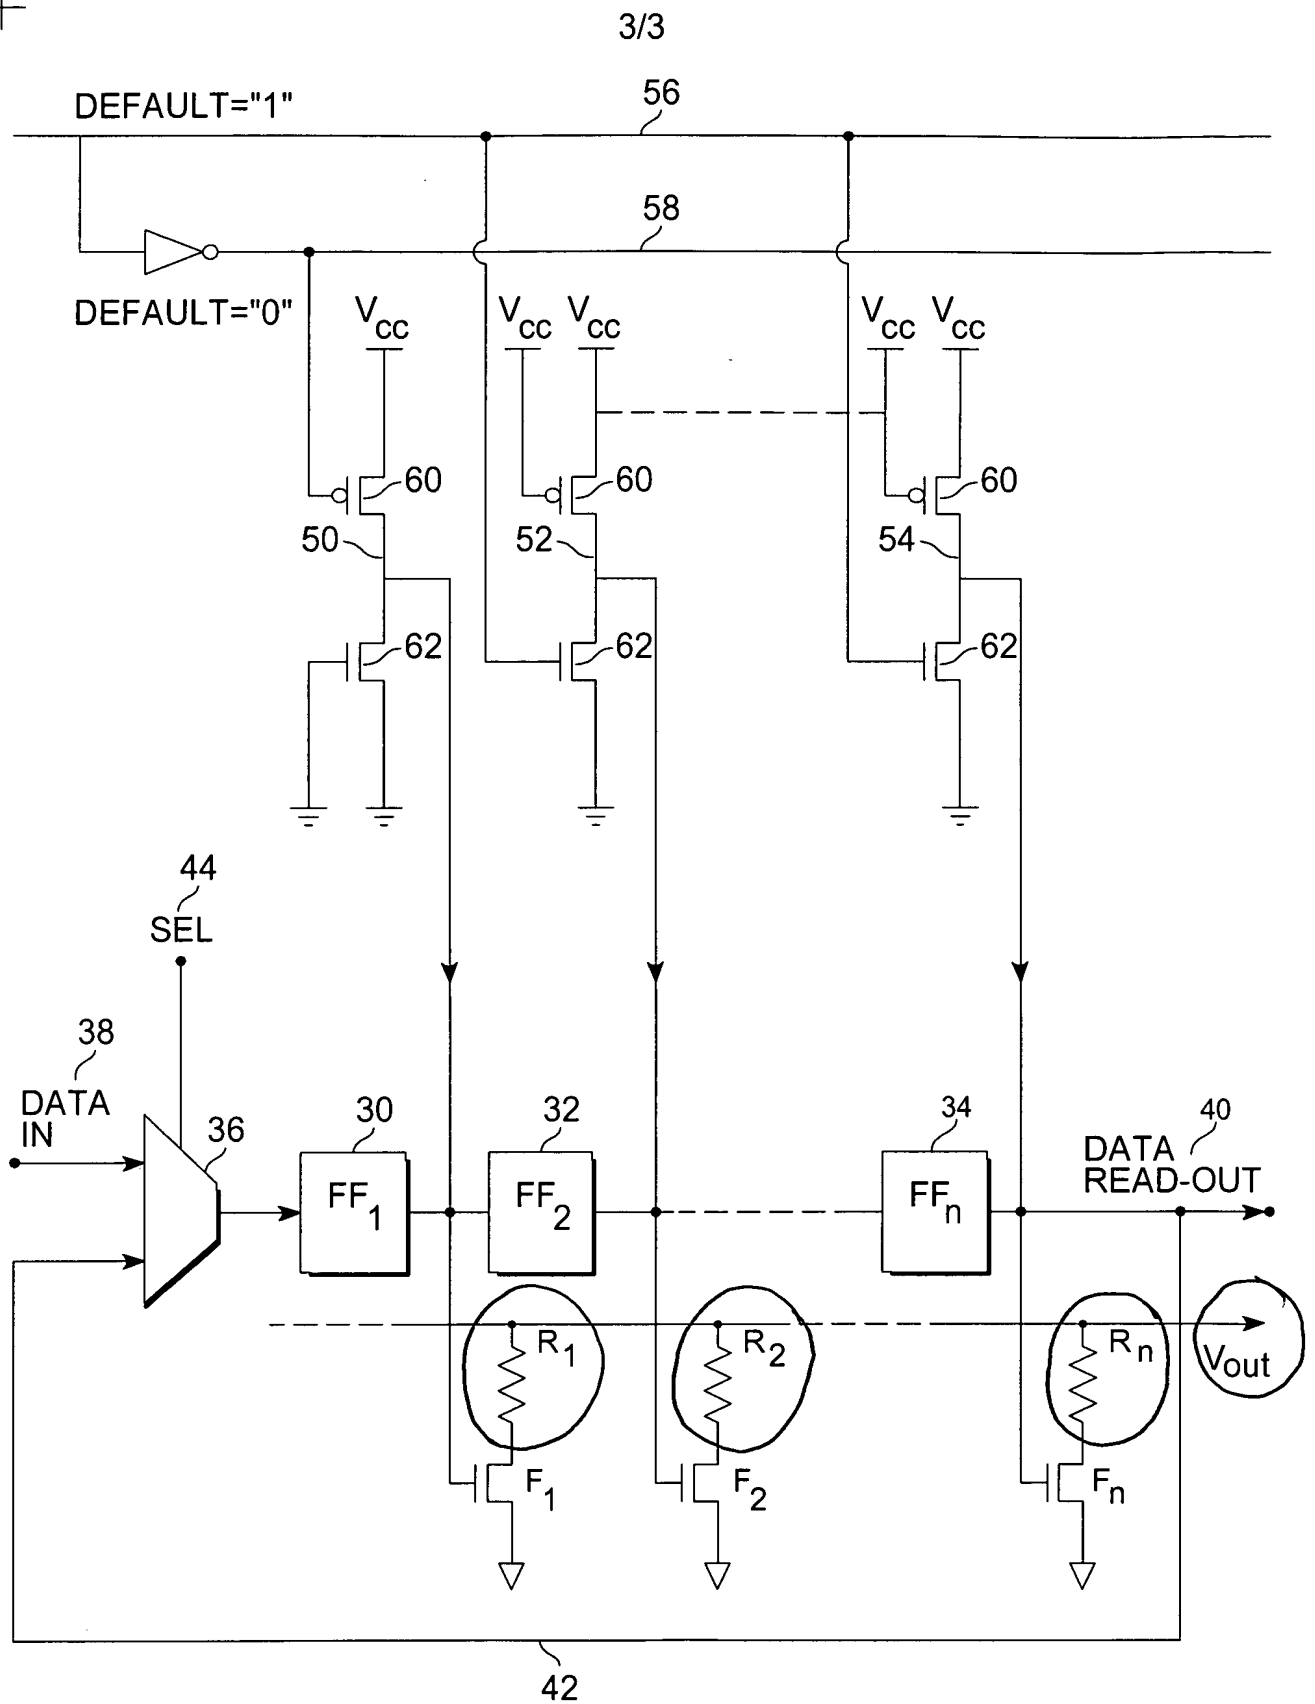 3/3
DEFAULT="1"
56
58
DEFAULT="0"
VCC
VCC
VCC
VCC
VCC
60
60
60
50
52
54
62
62
62
44
SEL
38
DATA
IN
36
30
32
34
40
DATA
READ-OUT
FF1
FF2
FFn
R1
R2
Rn
Vout
F1
F2
Fn
42